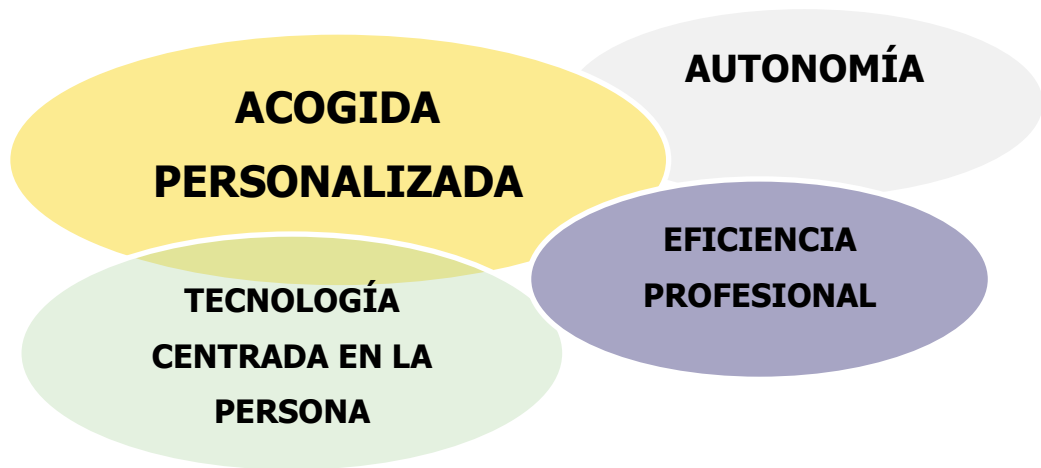 ACOGIDA
PERSONALIZADA
AUTONOMÍA
EFICIENCIA
PROFESIONAL
TECNOLOGÍA
CENTRADA EN LA
PERSONA